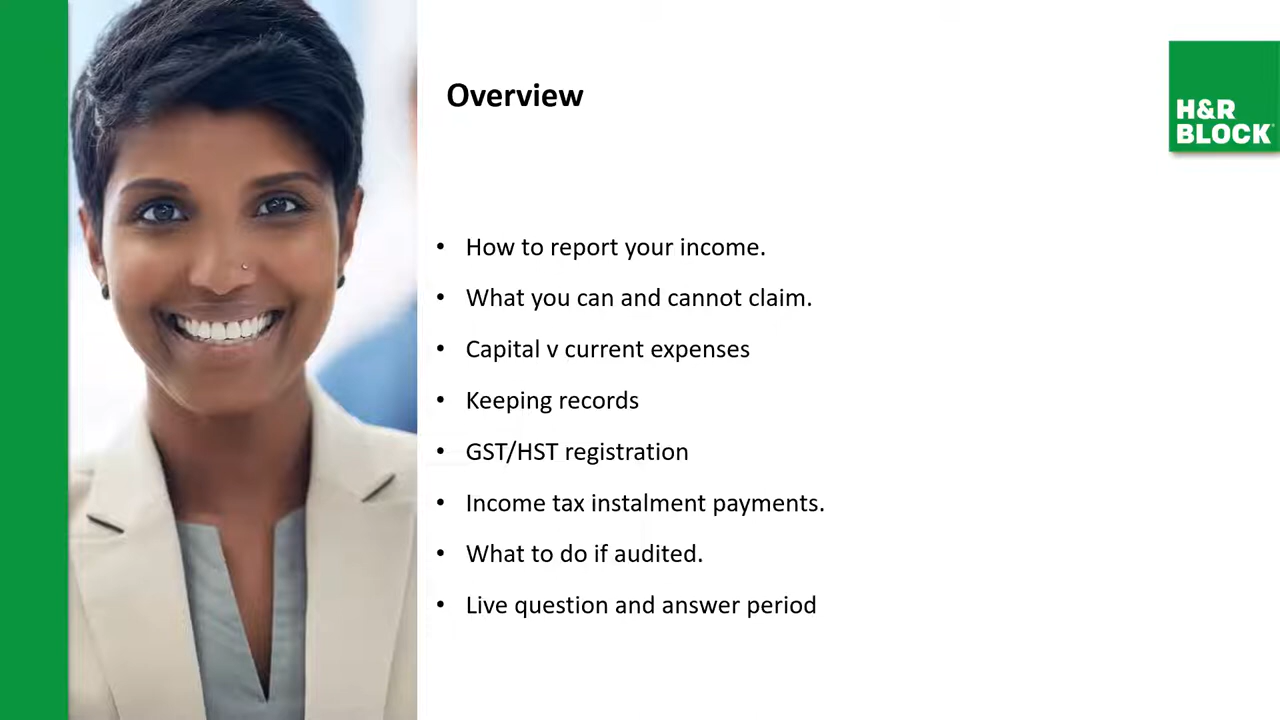 Overview
H&R
BLOCK
• How to report your income.
• What you can and cannot claim.
• Capital v current expenses
• Keeping records
• GST/HST registration
• Income tax instalment payments.
• What to do if audited.
• Live question and answer period